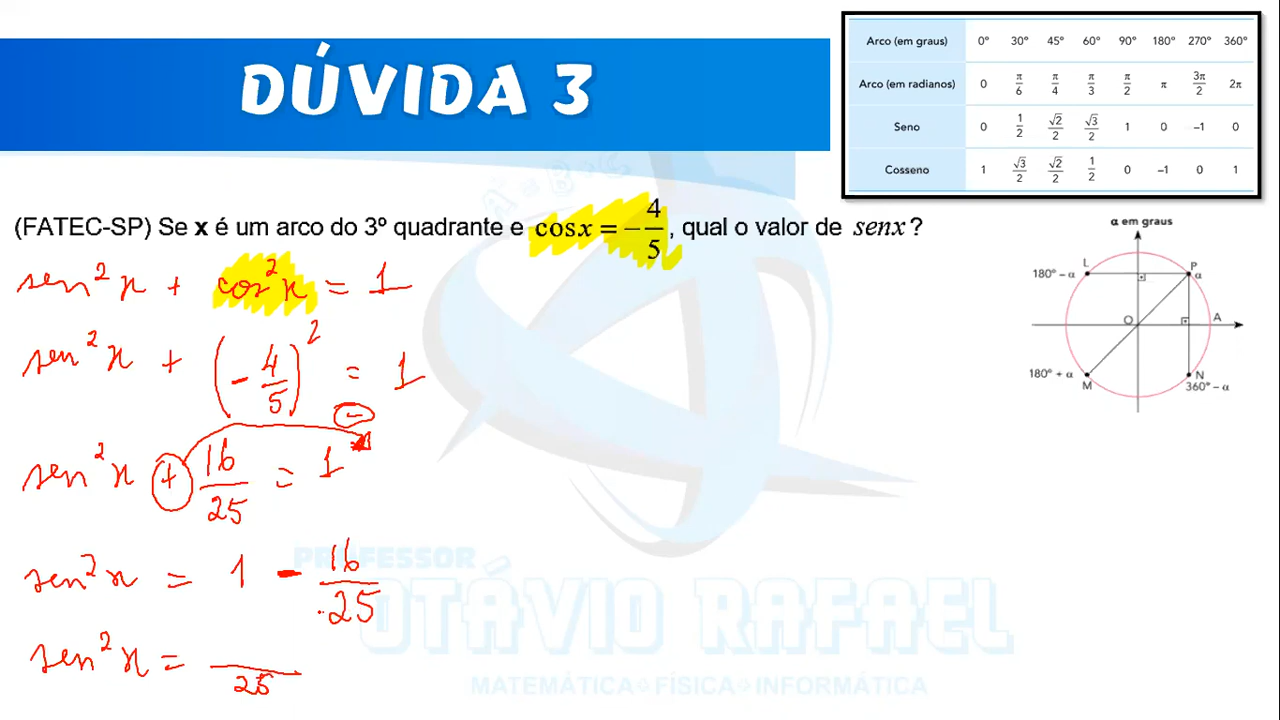 DÚVIDA 3
Arco (em graus) 0° 30° 45° 60° 90° 180° 270° 360°
Arco (em radianos) 0 π/6 π/4 π/3 π/2 π 3π/2 2π
Seno 0 1/2 √2/2 √3/2 1 0 –1 0
Cosseno 1 √3/2 √2/2 1/2 0 –1 0 1
(FATEC-SP) Se x é um arco do 3º quadrante e cos x = −4/5, qual o valor de senx?
α em graus
180° – α L P α
O A
180° + α M N 360° – α
sen²x + cos²x = 1
sen²x + (−4/5)² = 1
−
sen²x + 16/25 = 1
sen²x = 1 − 16/25
sen²x = /25
PROFESSOR
OTÁVIO RAFAEL
MATEMÁTICA FÍSICA INFORMÁTICA